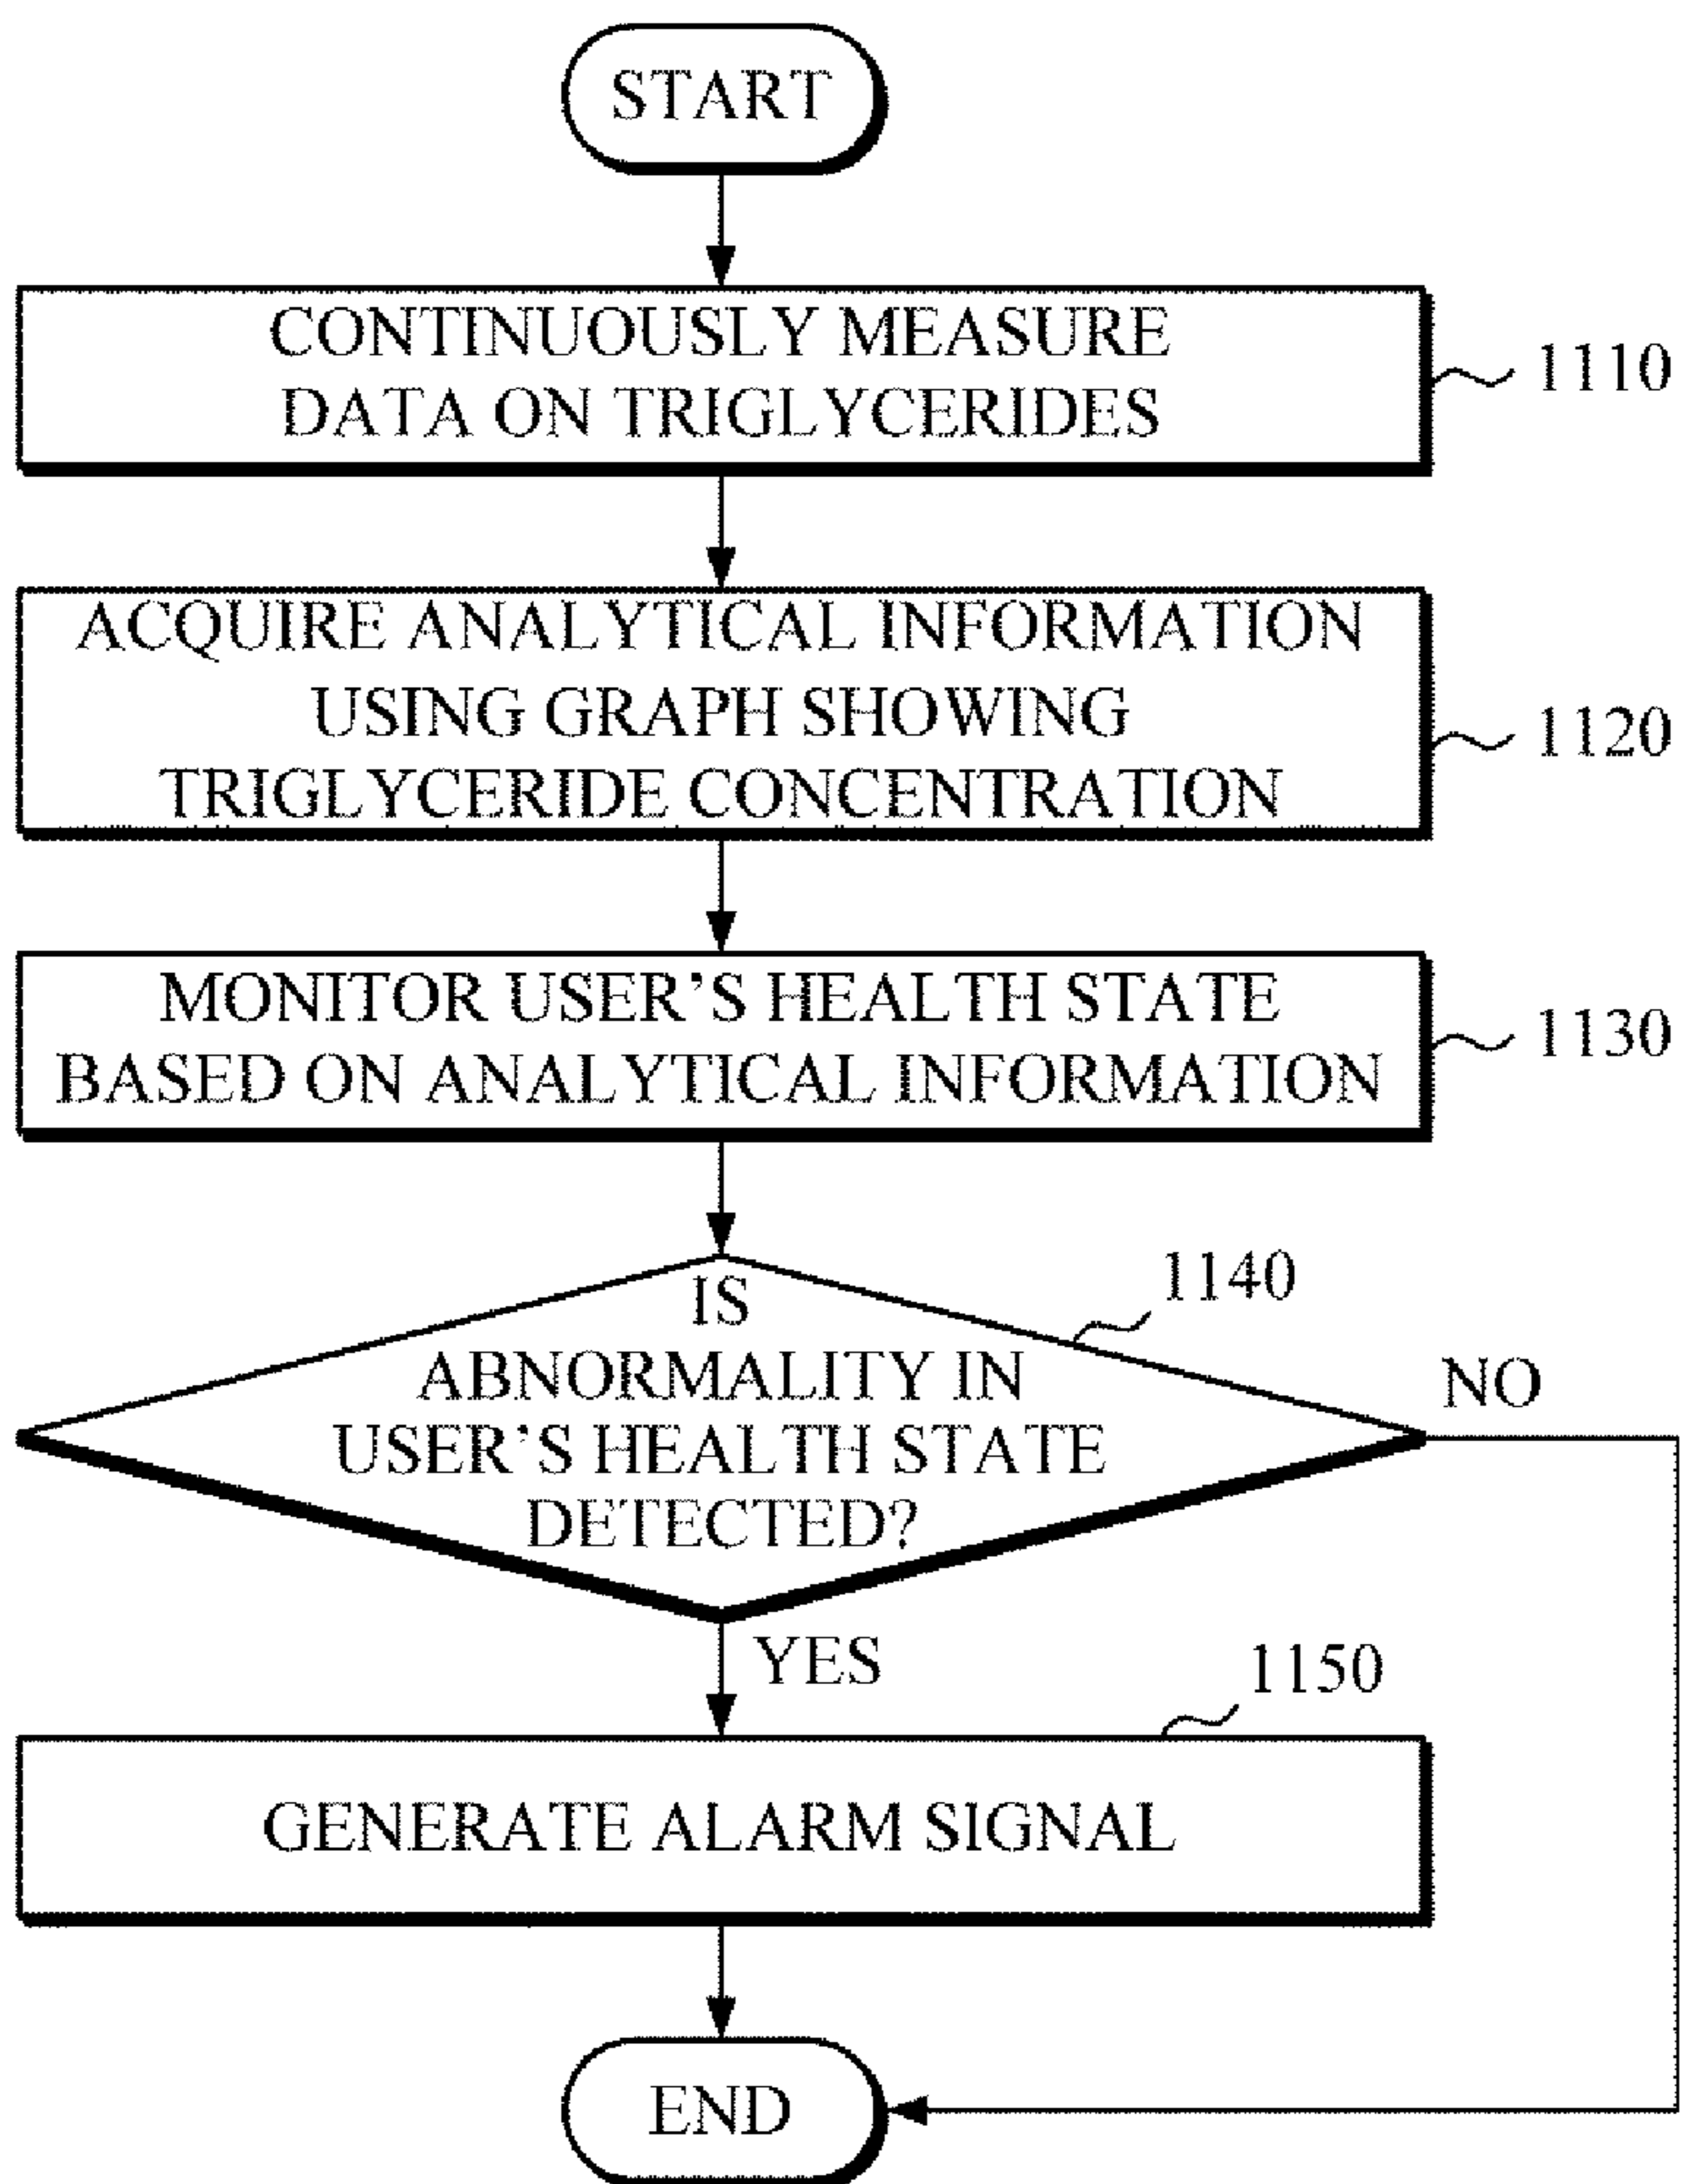 START
CONTINUOUSLY MEASURE
DATA ON TRIGLYCERIDES
1110
ACQUIRE ANALYTICAL INFORMATION
USING GRAPH SHOWING
TRIGLYCERIDE CONCENTRATION
1120
MONITOR USER'S HEALTH STATE
BASED ON ANALYTICAL INFORMATION
1130
1140
IS
ABNORMALITY IN
USER'S HEALTH STATE
DETECTED?
NO
YES
1150
GENERATE ALARM SIGNAL
END